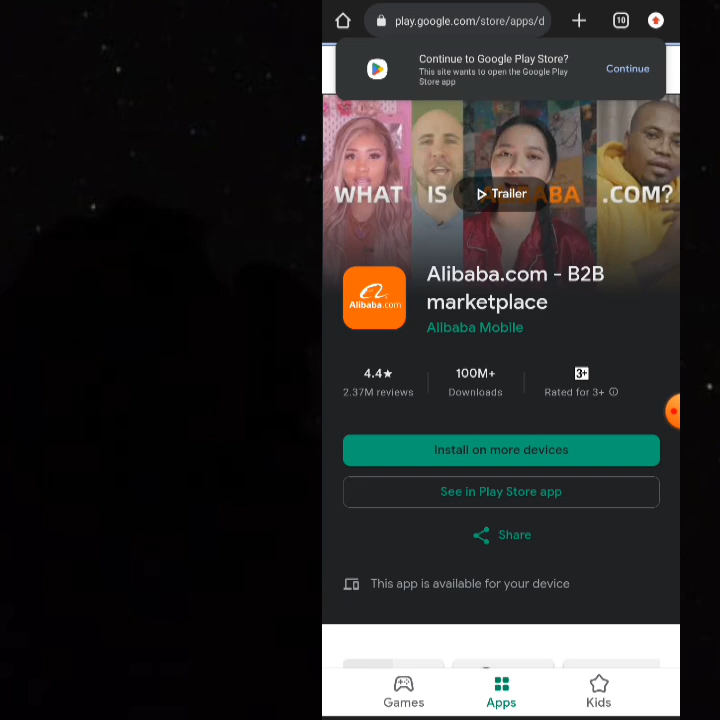 play.google.com/store/apps/d
10
Continue to Google Play Store?
This site wants to open the Google Play
Store app
Continue
WHAT IS ALIBABA .COM?
Trailer
Alibaba.com
Alibaba.com - B2B
marketplace
Alibaba Mobile
4.4★
2.37M reviews
100M+
Downloads
3+
Rated for 3+
Install on more devices
See in Play Store app
Share
This app is available for your device
Games
Apps
Kids